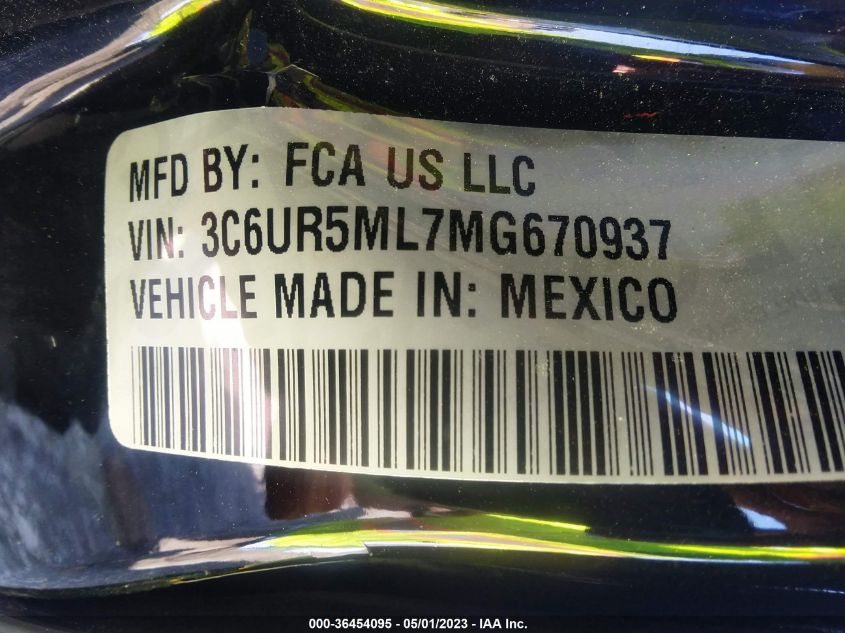 MFD BY: FCA US LLC
VIN: 3C6UR5ML7MG670937
VEHICLE MADE IN: MEXICO
000-36454095 - 05/01/2023 - IAA Inc.